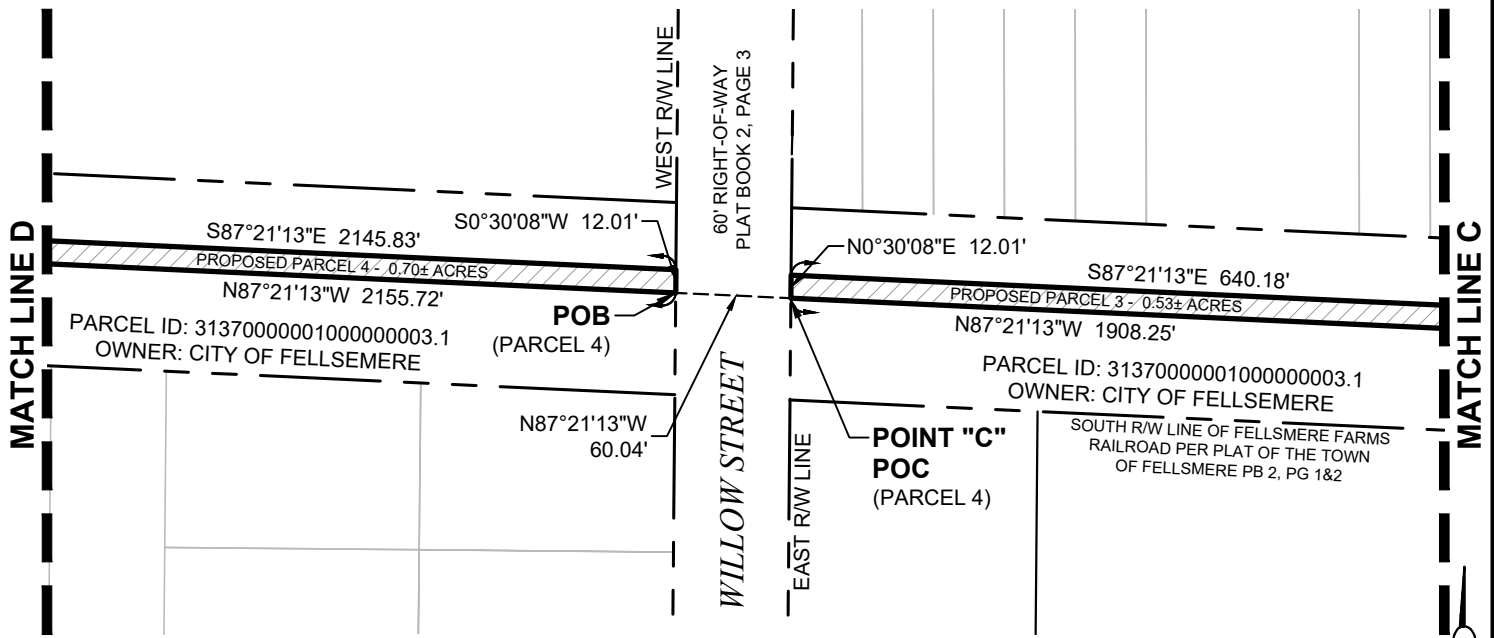 MATCH LINE D
S87°21'13"E 2145.83'
PROPOSED PARCEL 4 - 0.70± ACRES
N87°21'13"W 2155.72'
PARCEL ID: 31370000001000000003.1
OWNER: CITY OF FELLSEMERE
S0°30'08"W 12.01'
POB
(PARCEL 4)
N87°21'13"W
60.04'
WEST R/W LINE
60' RIGHT-OF-WAY
PLAT BOOK 2, PAGE 3
WILLOW STREET
EAST R/W LINE
N0°30'08"E 12.01'
S87°21'13"E 640.18'
PROPOSED PARCEL 3 - 0.53± ACRES
N87°21'13"W 1908.25'
PARCEL ID: 31370000001000000003.1
OWNER: CITY OF FELLSEMERE
POINT "C"
POC
(PARCEL 4)
SOUTH R/W LINE OF FELLSMERE FARMS
RAILROAD PER PLAT OF THE TOWN
OF FELLSMERE PB 2, PG 1&2
MATCH LINE C